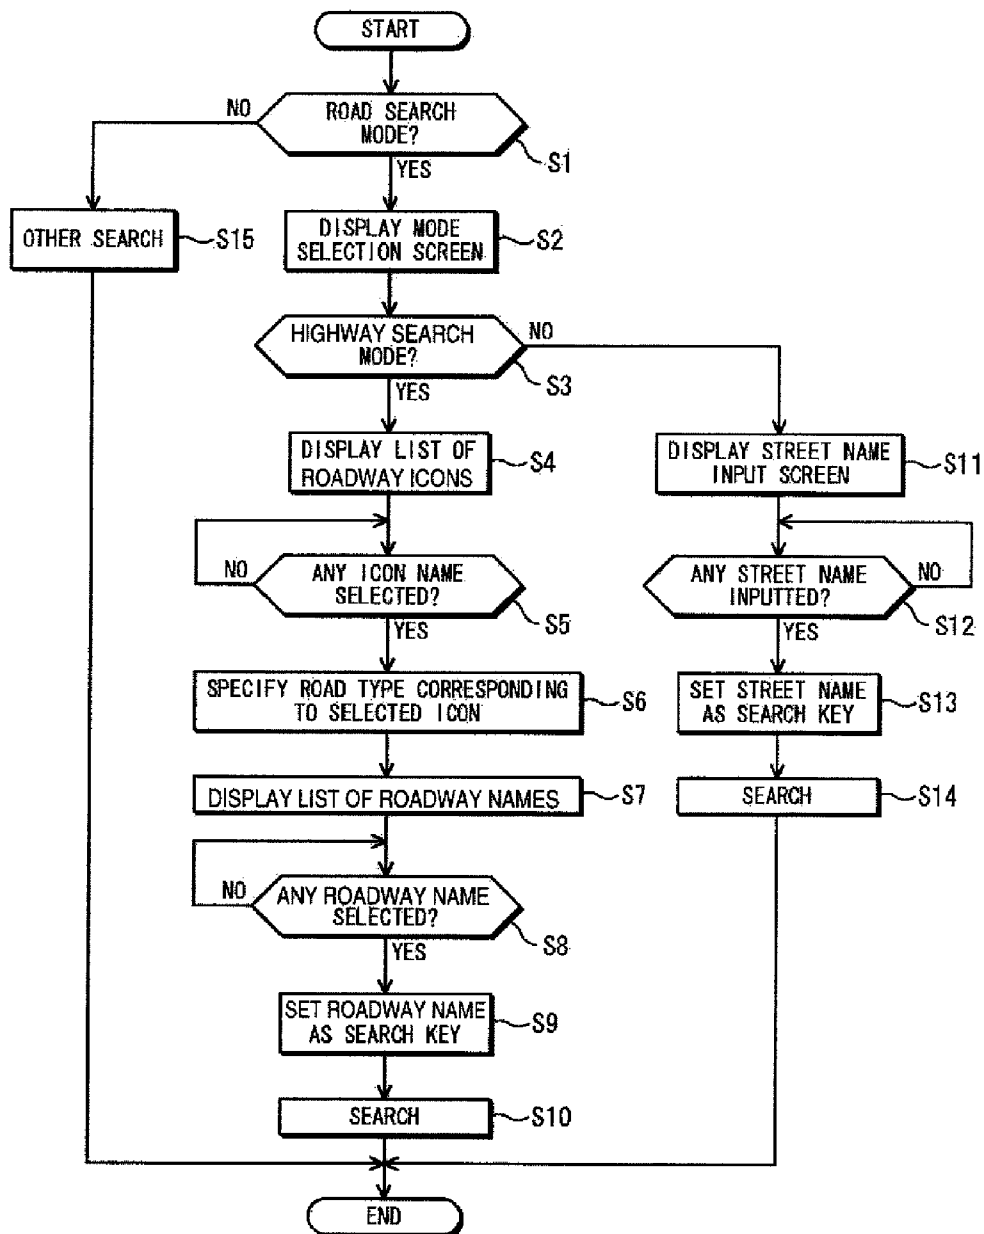 START
ROAD SEARCH
MODE?
NO
S1
YES
OTHER SEARCH
S15
DISPLAY MODE
SELECTION SCREEN
S2
HIGHWAY SEARCH
MODE?
NO
S3
YES
DISPLAY LIST OF
ROADWAY ICONS
S4
NO
ANY ICON NAME
SELECTED?
S5
YES
SPECIFY ROAD TYPE CORRESPONDING
TO SELECTED ICON
S6
DISPLAY LIST OF ROADWAY NAMES
S7
NO
ANY ROADWAY NAME
SELECTED?
S8
YES
SET ROADWAY NAME
AS SEARCH KEY
S9
SEARCH
S10
DISPLAY STREET NAME
INPUT SCREEN
S11
ANY STREET NAME
INPUTTED?
NO
S12
YES
SET STREET NAME
AS SEARCH KEY
S13
SEARCH
S14
END